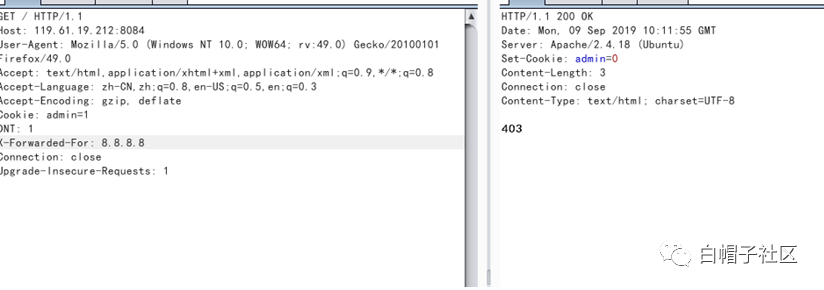 GET / HTTP/1.1
Host: 119.61.19.212:8084
User-Agent: Mozilla/5.0 (Windows NT 10.0; WOW64; rv:49.0) Gecko/20100101
Firefox/49.0
Accept: text/html,application/xhtml+xml,application/xml;q=0.9,*/*;q=0.8
Accept-Language: zh-CN,zh;q=0.8,en-US;q=0.5,en;q=0.3
Accept-Encoding: gzip, deflate
Cookie: admin=1
DNT: 1
X-Forwarded-For: 8.8.8.8
Connection: close
Upgrade-Insecure-Requests: 1
HTTP/1.1 200 OK
Date: Mon, 09 Sep 2019 10:11:55 GMT
Server: Apache/2.4.18 (Ubuntu)
Set-Cookie: admin=0
Content-Length: 3
Connection: close
Content-Type: text/html; charset=UTF-8
403
白帽子社区